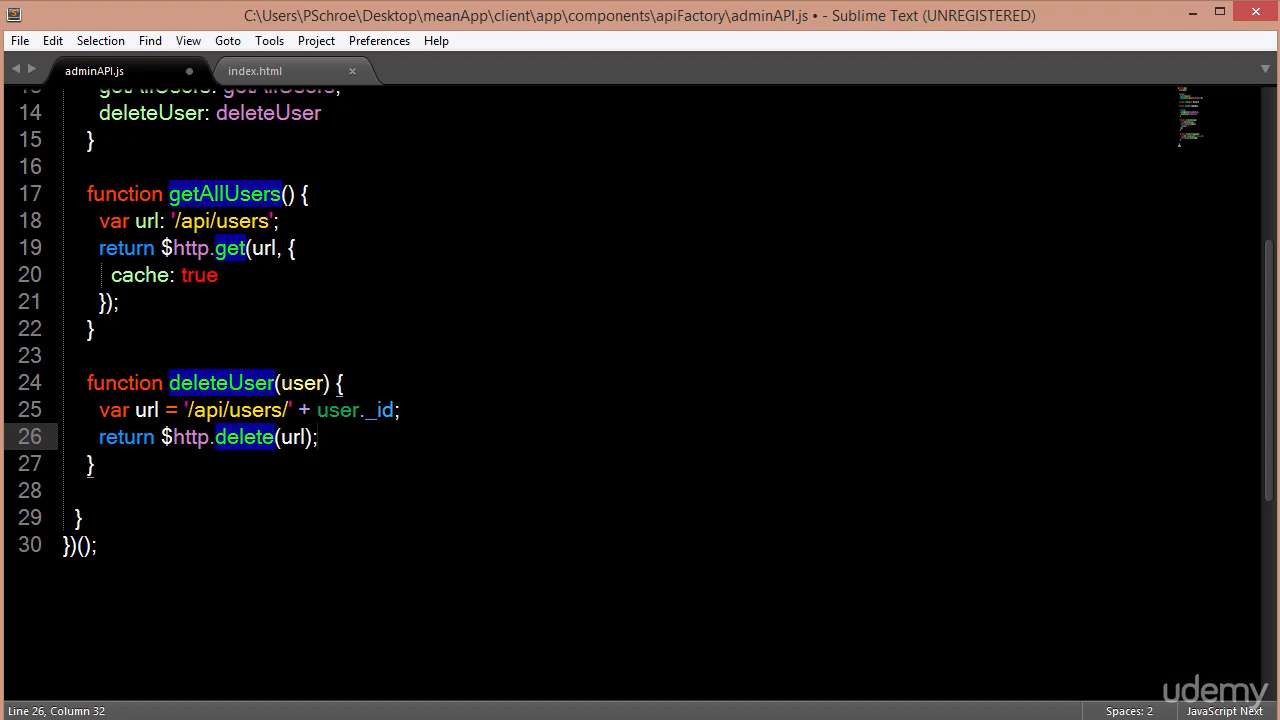 C:\Users\PSchroe\Desktop\meanApp\client\app\components\apiFactory\adminAPI.js • - Sublime Text (UNREGISTERED)
File Edit Selection Find View Goto Tools Project Preferences Help
adminAPI.js index.html
13 getAllUsers: getAllUsers,
14 deleteUser: deleteUser
15 }
16
17 function getAllUsers() {
18 var url: '/api/users';
19 return $http.get(url, {
20 cache: true
21 });
22 }
23
24 function deleteUser(user) {
25 var url = '/api/users/' + user._id;
26 return $http.delete(url);
27 }
28
29 }
30 })();
udemy
Line 26, Column 32 Spaces: 2 JavaScript Next